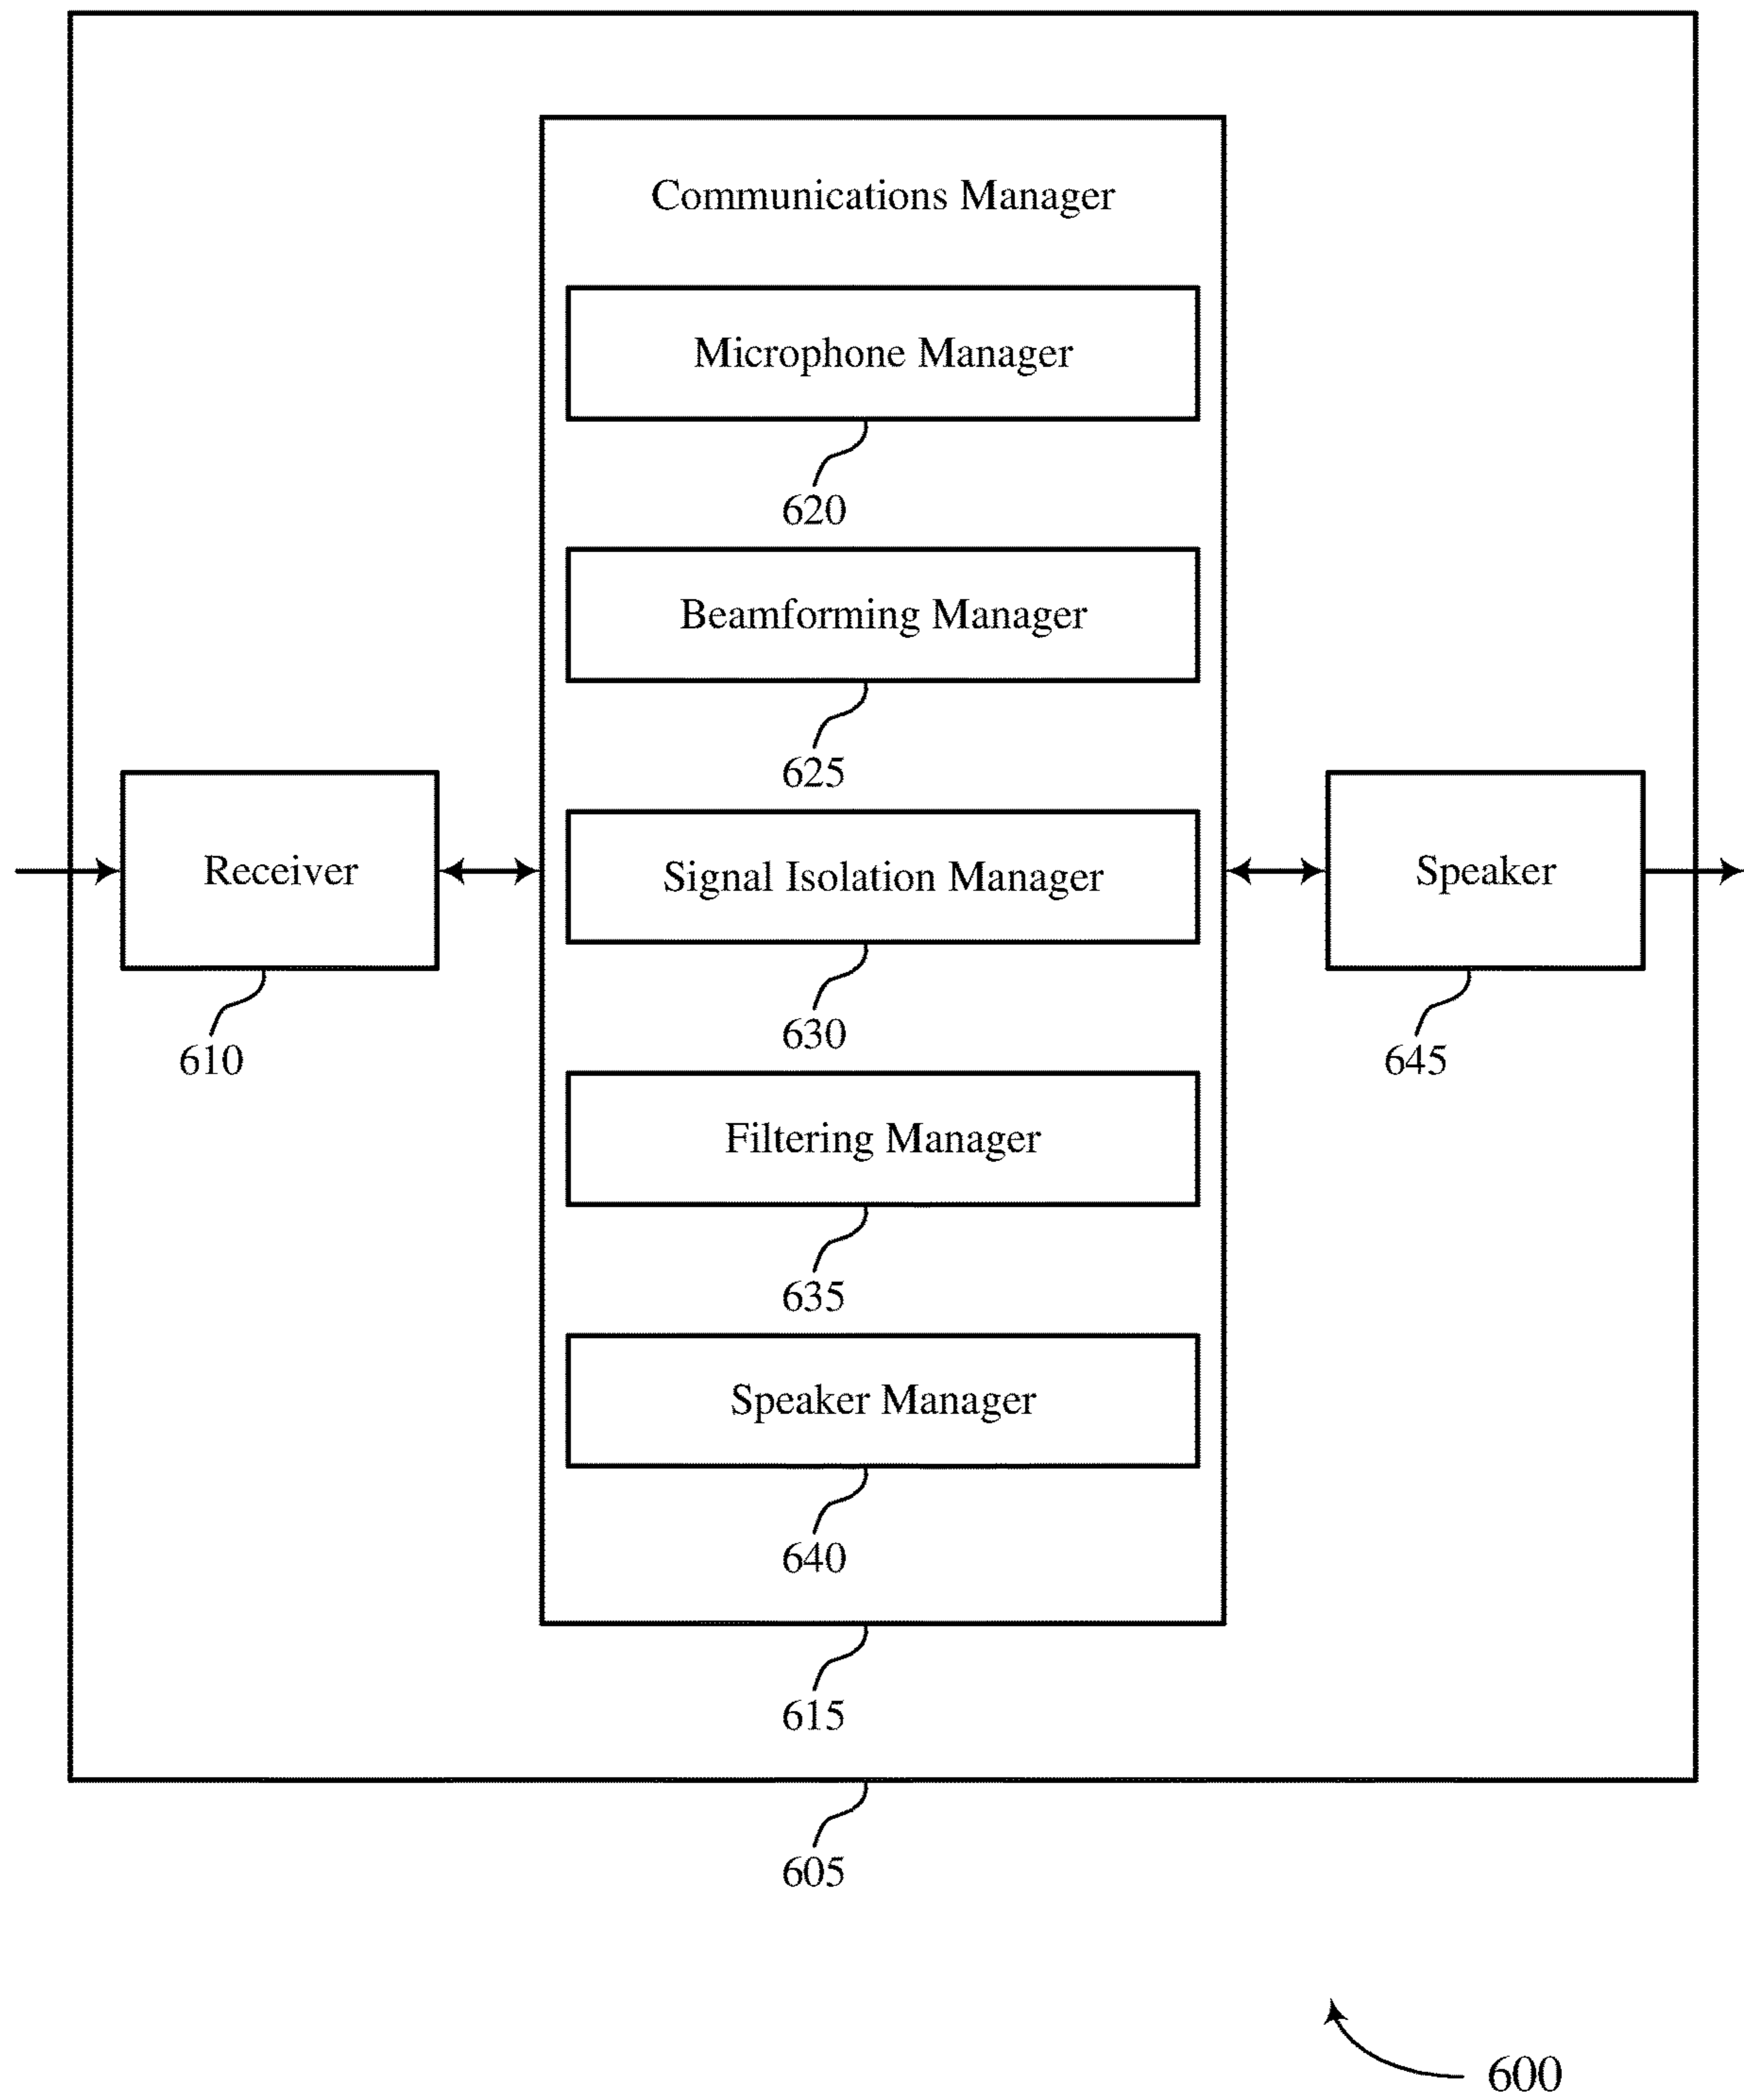 Communications Manager
Microphone Manager
620
Beamforming Manager
625
Receiver
610
Signal Isolation Manager
630
Speaker
645
Filtering Manager
635
Speaker Manager
640
615
605
600